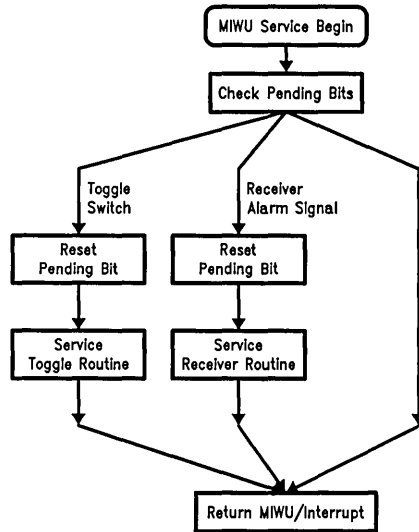 MIWU Service Begin
Check Pending Bits
Toggle
Switch
Receiver
Alarm Signal
Reset
Pending Bit
Reset
Pending Bit
Service
Toggle Routine
Service
Receiver Routine
Return MIWU/Interrupt